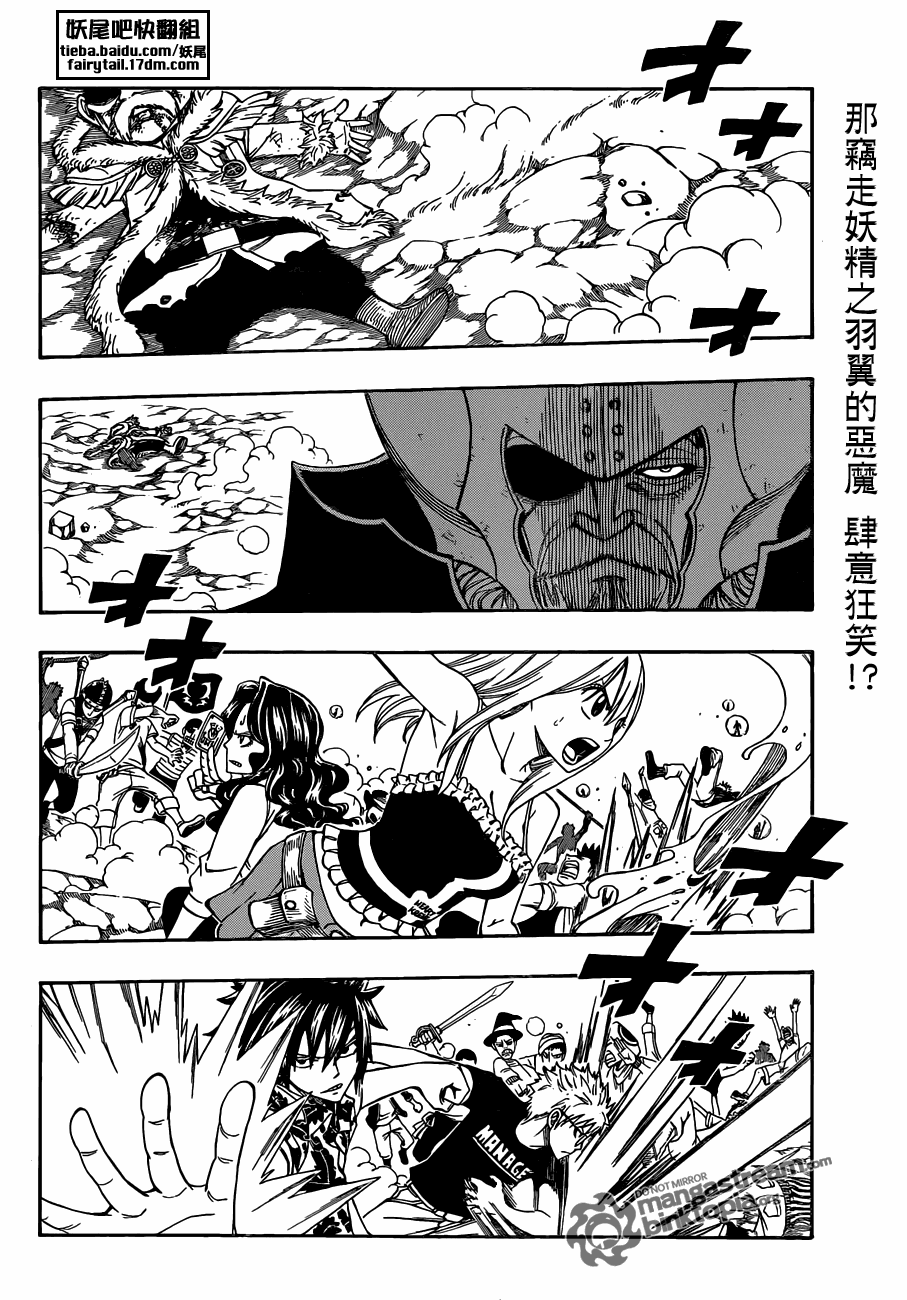 妖尾吧快翻組
tieba.baidu.com/妖尾
fairytail.17dm.com
那竊走妖精之羽翼的惡魔 肆意狂笑!?
オ
オ
オ
オ
オ
オ
オ
オ
MANAGE
DO NOT MIRROR
mangastream.com
binktopia.org